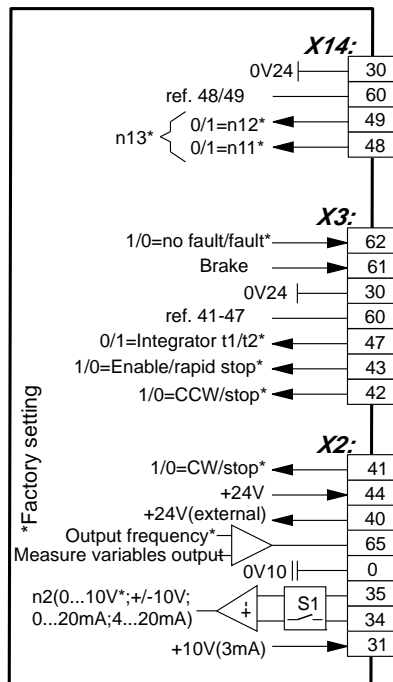 X14:
0V24 30
ref. 48/49 60
0/1=n12* 49
n13*
0/1=n11* 48
X3:
1/0=no fault/fault* 62
Brake 61
0V24 30
ref. 41-47 60
0/1=Integrator t1/t2* 47
1/0=Enable/rapid stop* 43
1/0=CCW/stop* 42
*Factory setting
X2:
1/0=CW/stop* 41
+24V 44
+24V(external) 40
Output frequency*
65
Measure variables output
0V10 0
n2(0...10V*;+/-10V; + - S1 35
0...20mA;4...20mA) 34
+10V(3mA) 31